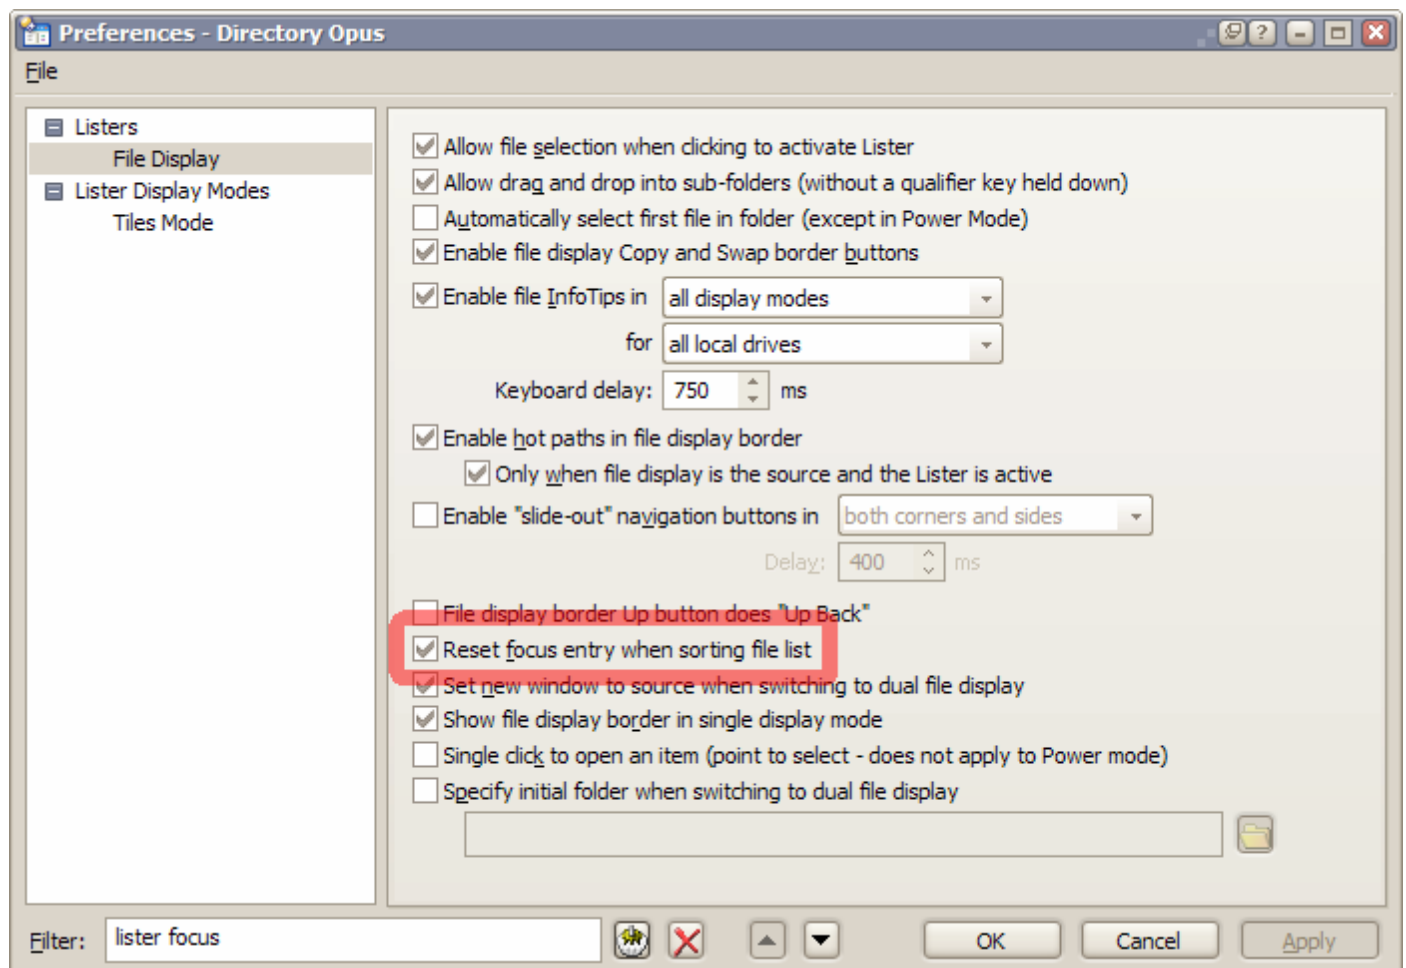 Preferences - Directory Opus
File
Listers
File Display
Lister Display Modes
Tiles Mode
Allow file selection when clicking to activate Lister
Allow drag and drop into sub-folders (without a qualifier key held down)
Automatically select first file in folder (except in Power Mode)
Enable file display Copy and Swap border buttons
Enable file InfoTips in all display modes
for all local drives
Keyboard delay: 750 ms
Enable hot paths in file display border
Only when file display is the source and the Lister is active
Enable "slide-out" navigation buttons in both corners and sides
Delay: 400 ms
File display border Up button does "Up Back"
Reset focus entry when sorting file list
Set new window to source when switching to dual file display
Show file display border in single display mode
Single click to open an item (point to select - does not apply to Power mode)
Specify initial folder when switching to dual file display
Filter: lister focus OK Cancel Apply